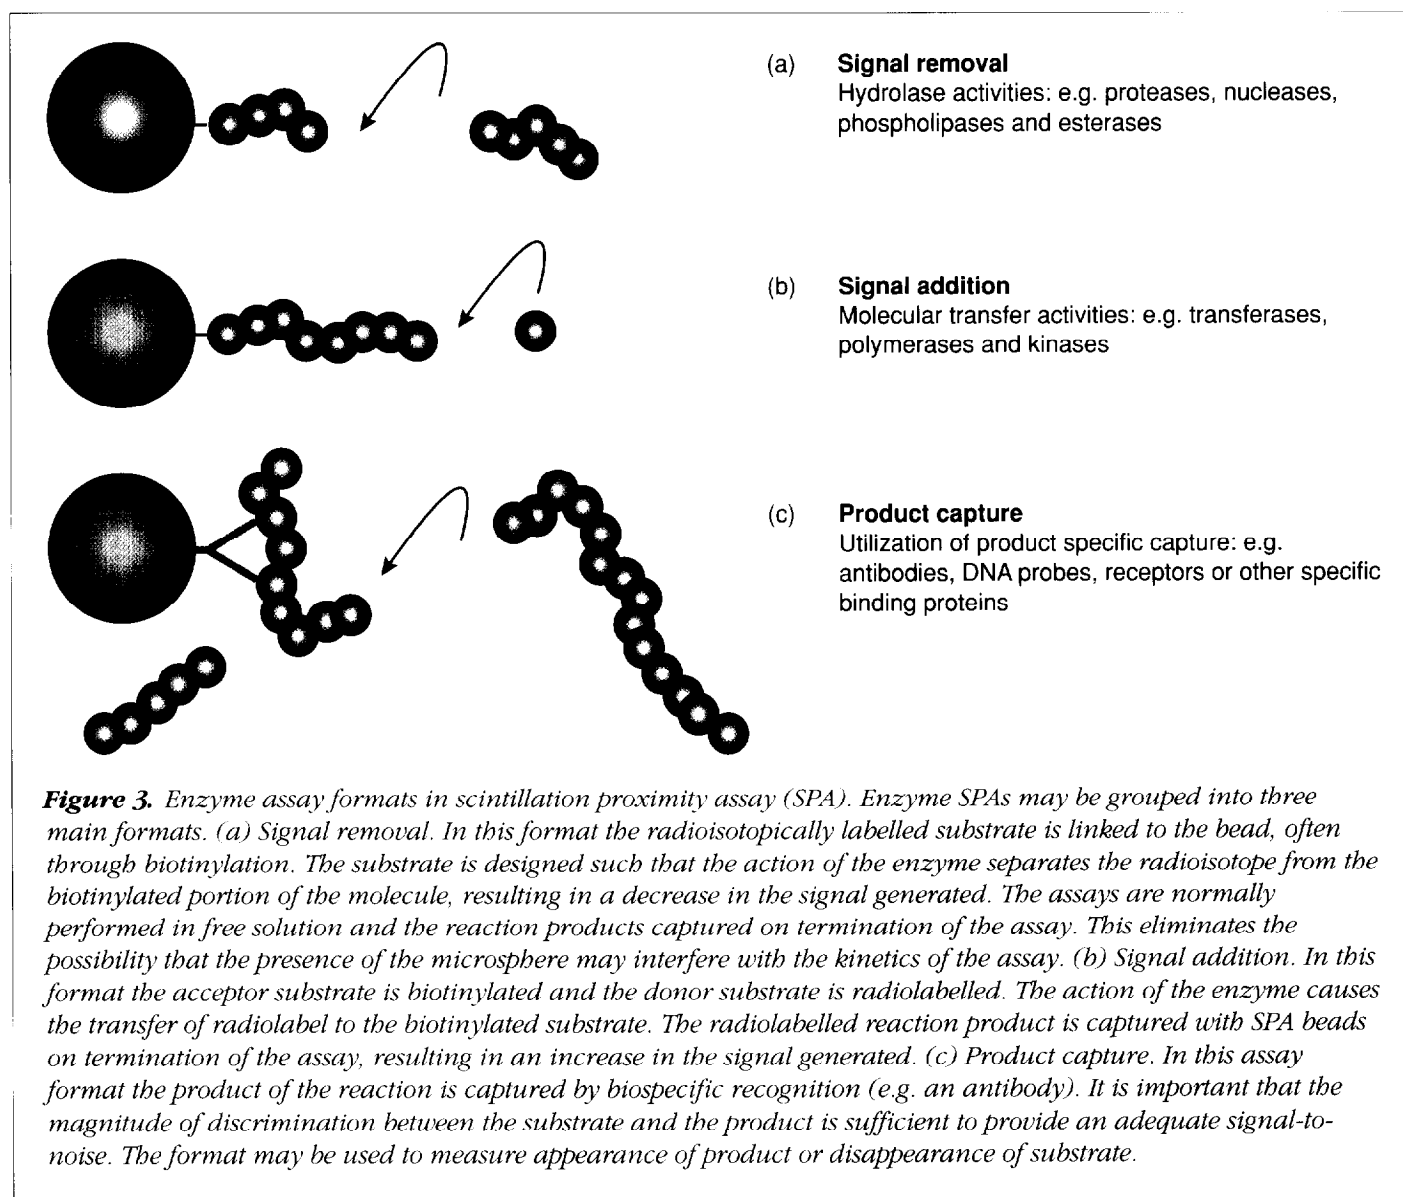 (a) Signal removal
Hydrolase activities: e.g. proteases, nucleases,
phospholipases and esterases
(b) Signal addition
Molecular transfer activities: e.g. transferases,
polymerases and kinases
(c) Product capture
Utilization of product specific capture: e.g.
antibodies, DNA probes, receptors or other specific
binding proteins
Figure 3. Enzyme assay formats in scintillation proximity assay (SPA). Enzyme SPAs may be grouped into three
main formats. (a) Signal removal. In this format the radioisotopically labelled substrate is linked to the bead, often
through biotinylation. The substrate is designed such that the action of the enzyme separates the radioisotope from the
biotinylated portion of the molecule, resulting in a decrease in the signal generated. The assays are normally
performed in free solution and the reaction products captured on termination of the assay. This eliminates the
possibility that the presence of the microsphere may interfere with the kinetics of the assay. (b) Signal addition. In this
format the acceptor substrate is biotinylated and the donor substrate is radiolabelled. The action of the enzyme causes
the transfer of radiolabel to the biotinylated substrate. The radiolabelled reaction product is captured with SPA beads
on termination of the assay, resulting in an increase in the signal generated. (c) Product capture. In this assay
format the product of the reaction is captured by biospecific recognition (e.g. an antibody). It is important that the
magnitude of discrimination between the substrate and the product is sufficient to provide an adequate signal-to-
noise. The format may be used to measure appearance of product or disappearance of substrate.